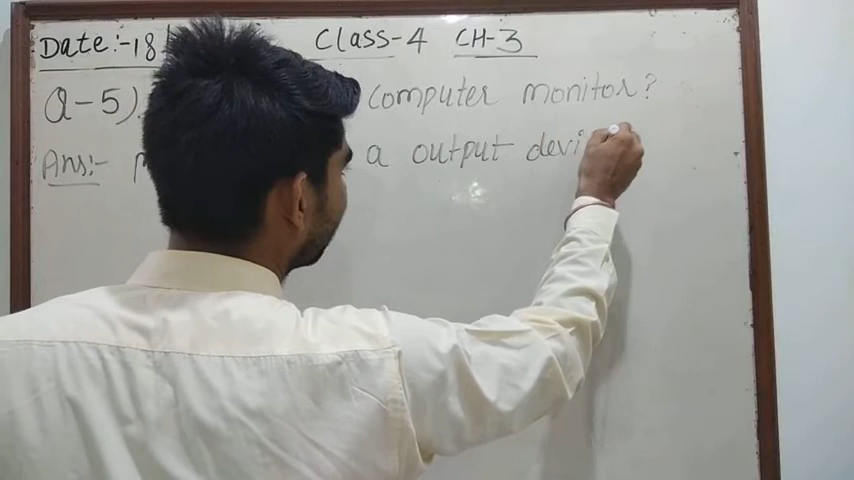 Date:-18 Class-4 CH-3
Q-5) computer monitor?
Ans:- a output devi